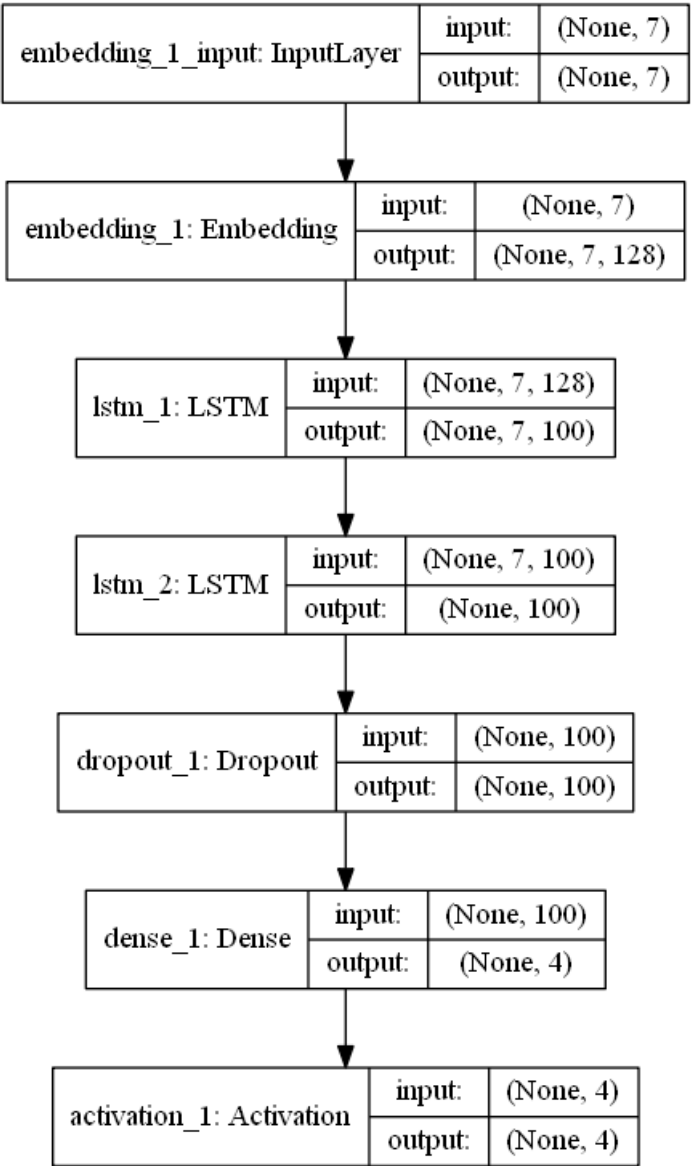 embedding_1_input: InputLayer
input: (None, 7)
output: (None, 7)
embedding_1: Embedding
input: (None, 7)
output: (None, 7, 128)
lstm_1: LSTM
input: (None, 7, 128)
output: (None, 7, 100)
lstm_2: LSTM
input: (None, 7, 100)
output: (None, 100)
dropout_1: Dropout
input: (None, 100)
output: (None, 100)
dense_1: Dense
input: (None, 100)
output: (None, 4)
activation_1: Activation
input: (None, 4)
output: (None, 4)